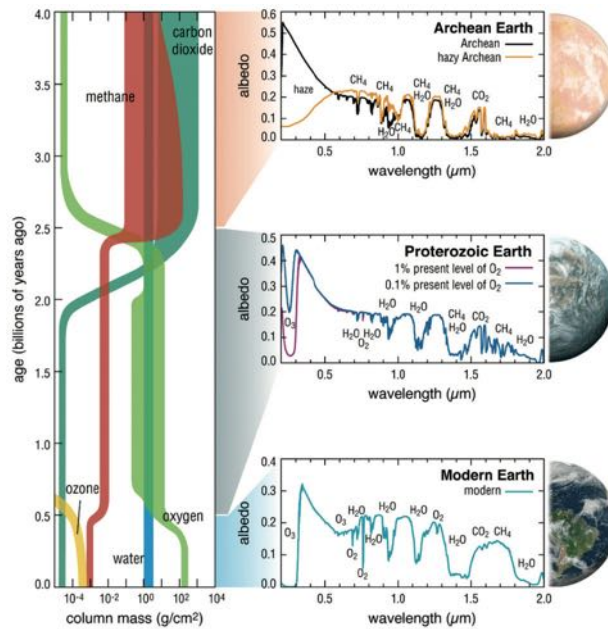 age (billions of years ago)
4.0
3.5
3.0
2.5
2.0
1.5
1.0
0.5
0.0
carbon
dioxide
methane
ozone
oxygen
water
10⁻⁴ 10⁻² 10⁰ 10² 10⁴
column mass (g/cm²)
Archean Earth
Archean
hazy Archean
albedo
0.6
0.5
0.4
0.3
0.2
0.1
0.0
haze
CH₄
CH₄
H₂O
CH₄
CH₄
H₂O
CH₄
H₂O
CO₂
CH₄
H₂O
0.5 1.0 1.5 2.0
wavelength (μm)
Proterozoic Earth
1% present level of O₂
0.1% present level of O₂
albedo
0.5
0.4
0.3
0.2
0.1
0.0
O₃
H₂O
O₂
H₂O
H₂O
H₂O
CH₄
H₂O
CO₂
CH₄
H₂O
0.5 1.0 1.5 2.0
wavelength (μm)
Modern Earth
modern
albedo
0.4
0.3
0.2
0.1
0.0
O₃
O₃
O₂
H₂O
O₂
H₂O
H₂O
H₂O
O₂
H₂O
CO₂
CH₄
H₂O
0.5 1.0 1.5 2.0
wavelength (μm)